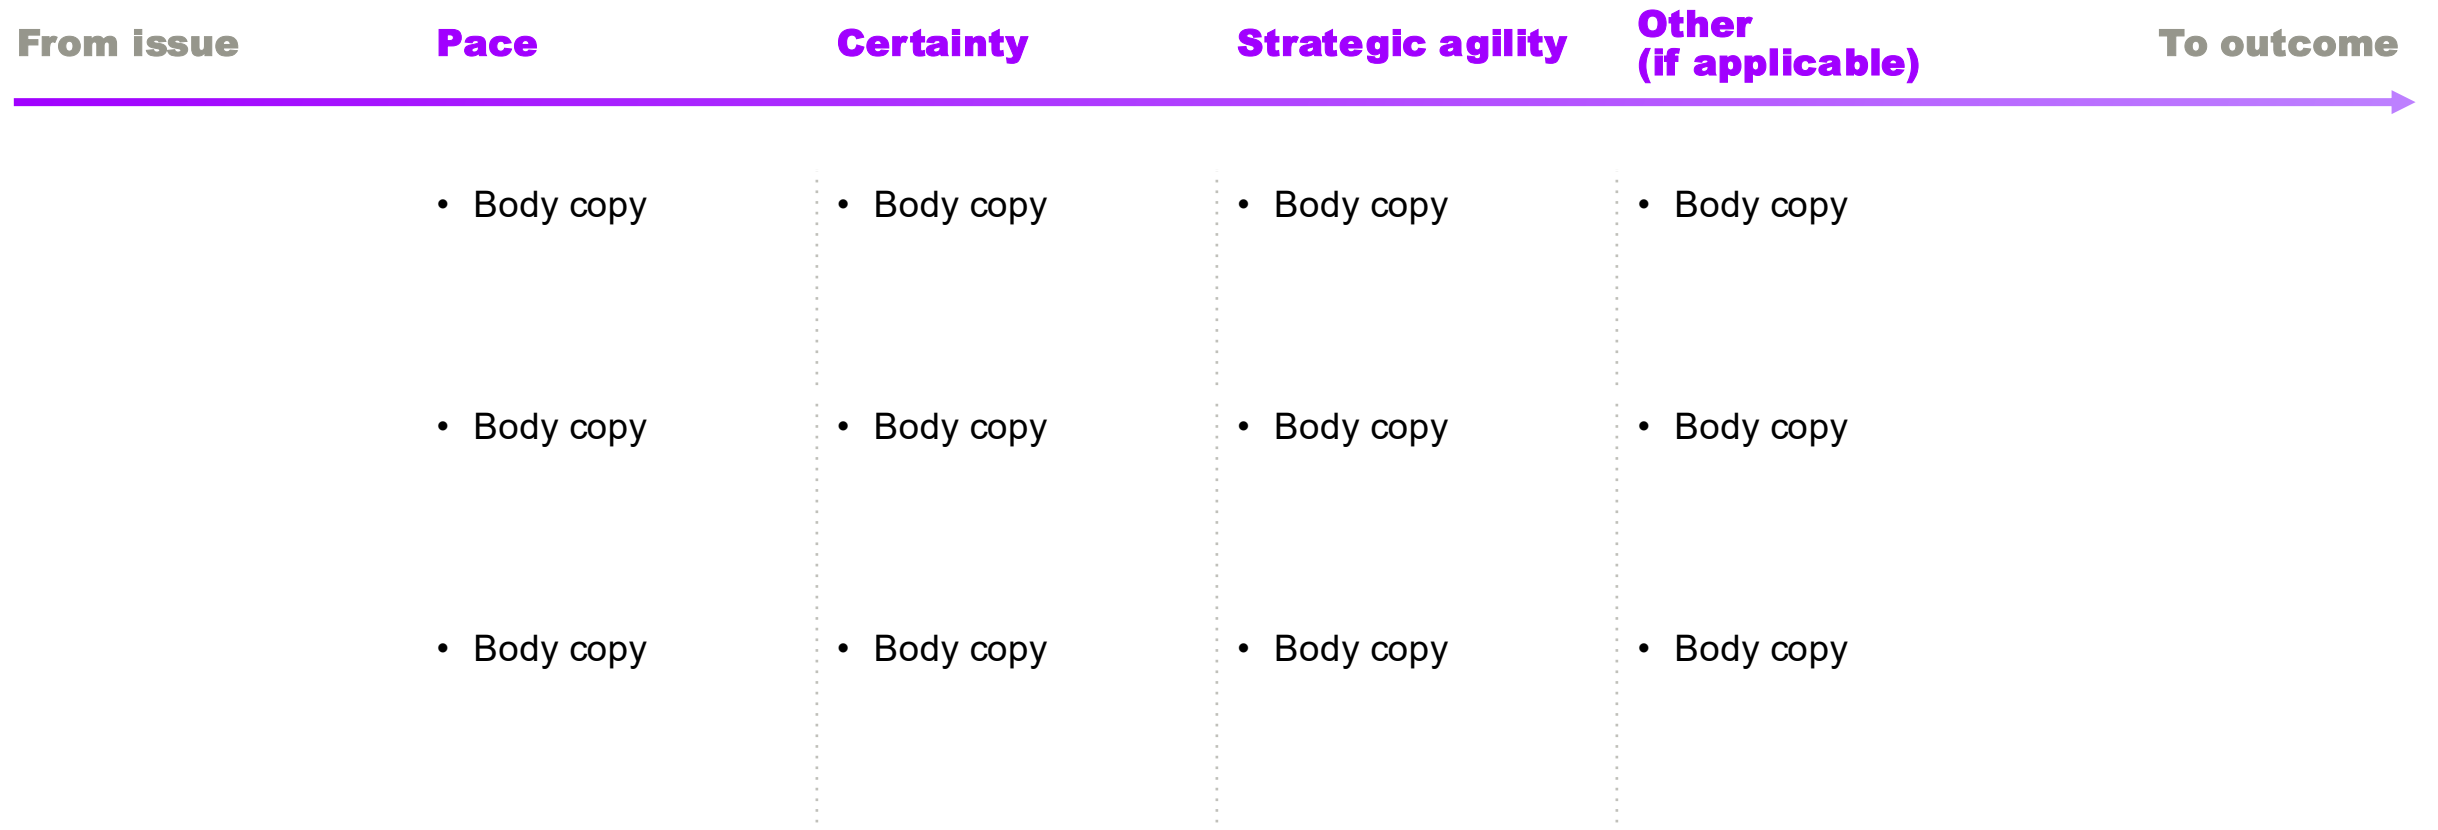 From issue
Pace
Certainty
Strategic agility
Other
(if applicable)
To outcome
• Body copy
• Body copy
• Body copy
• Body copy
• Body copy
• Body copy
• Body copy
• Body copy
• Body copy
• Body copy
• Body copy
• Body copy